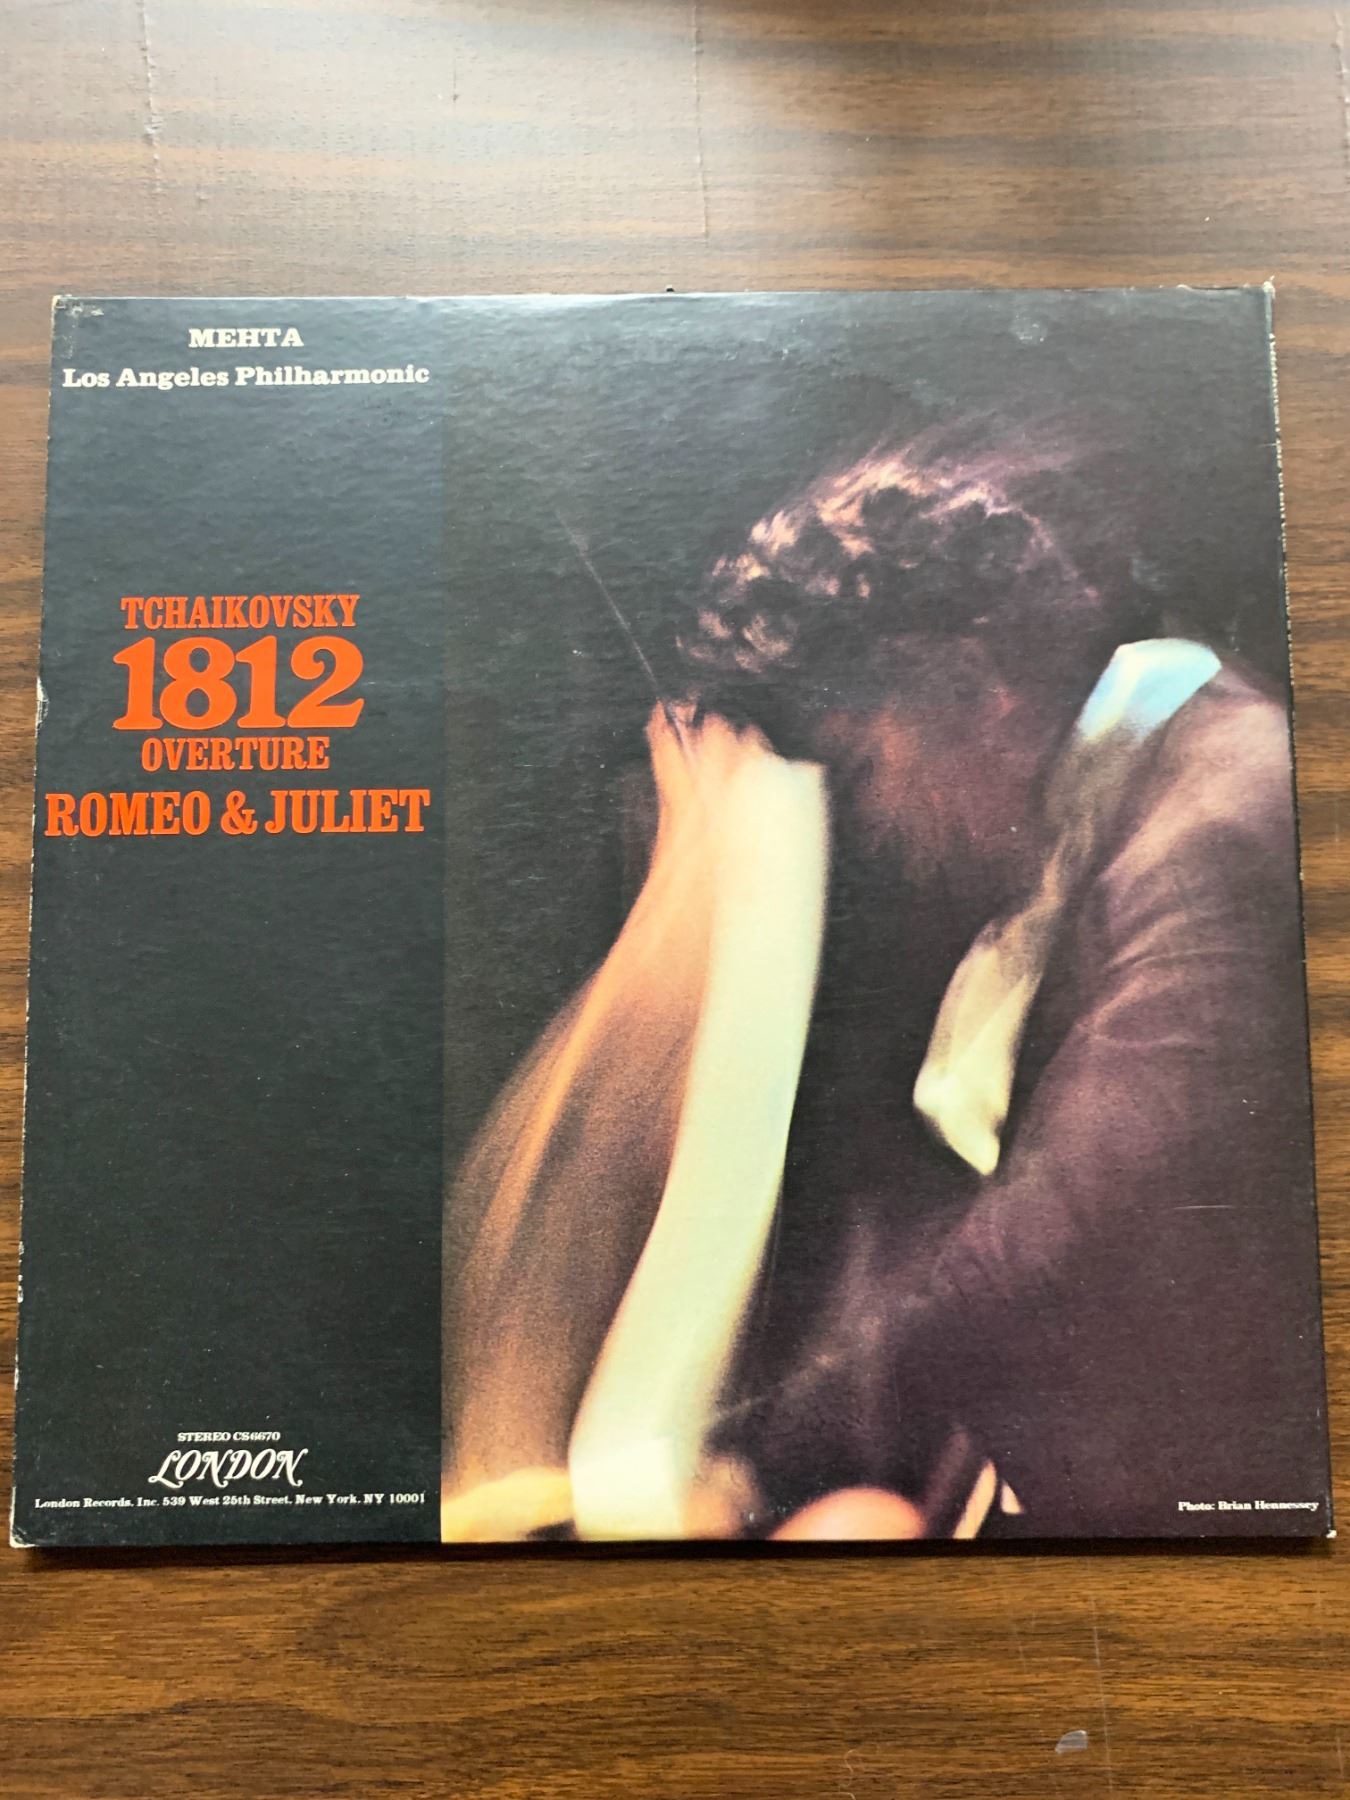 MEHTA
Los Angeles Philharmonic
TCHAIKOVSKY
1812
OVERTURE
ROMEO & JULIET
STEREO CS6670
LONDON
London Records, Inc. 539 West 25th Street, New York, NY 10001
Photo: Brian Hennessey